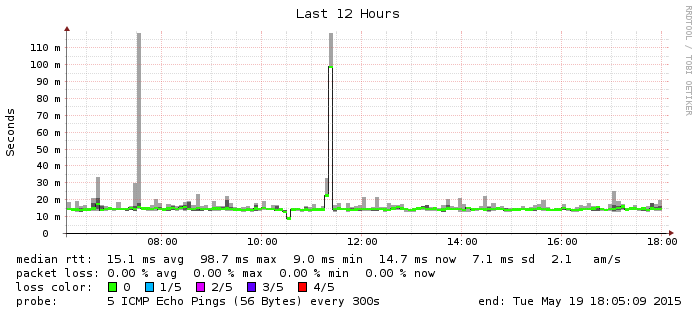 Last 12 Hours
RRDTOOL / TOBI OETIKER
Seconds
110 m
100 m
90 m
80 m
70 m
60 m
50 m
40 m
30 m
20 m
10 m
0
08:00 10:00 12:00 14:00 16:00 18:00
median rtt: 15.1 ms avg 98.7 ms max 9.0 ms min 14.7 ms now 7.1 ms sd 2.1 am/s
packet loss: 0.00 % avg 0.00 % max 0.00 % min 0.00 % now
loss color: 0 1/5 2/5 3/5 4/5
probe: 5 ICMP Echo Pings (56 Bytes) every 300s end: Tue May 19 18:05:09 2015